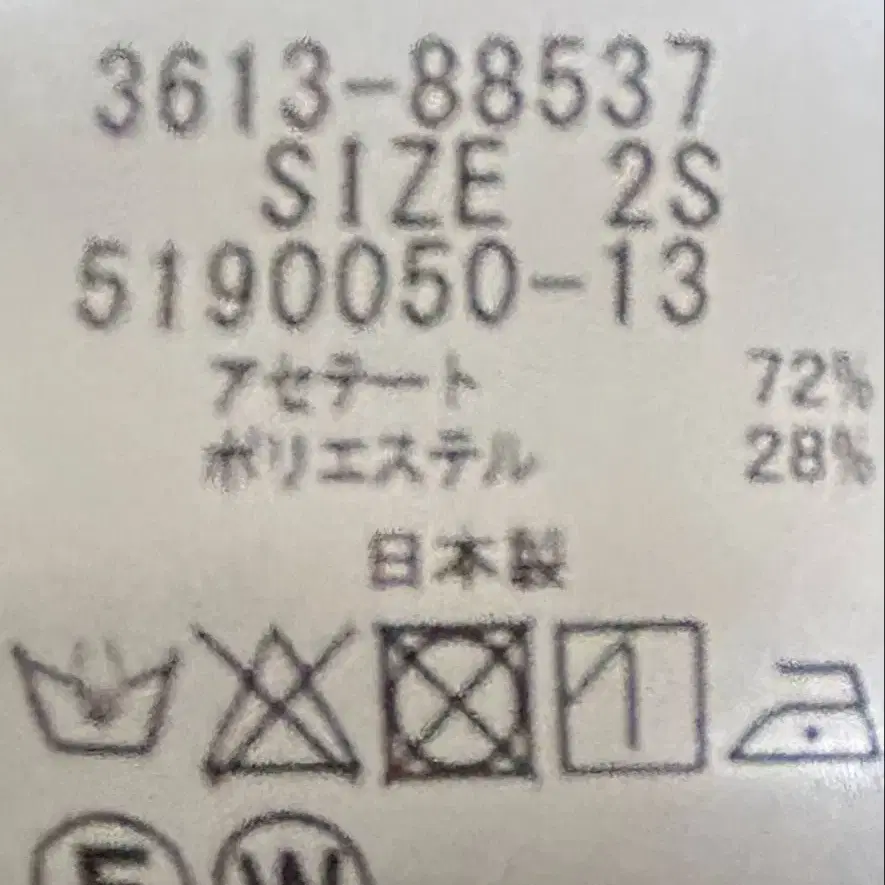 3613-88537
SIZE 2S
5190050-13
アセテート 72%
ポリエステル 28%
日本製
F W